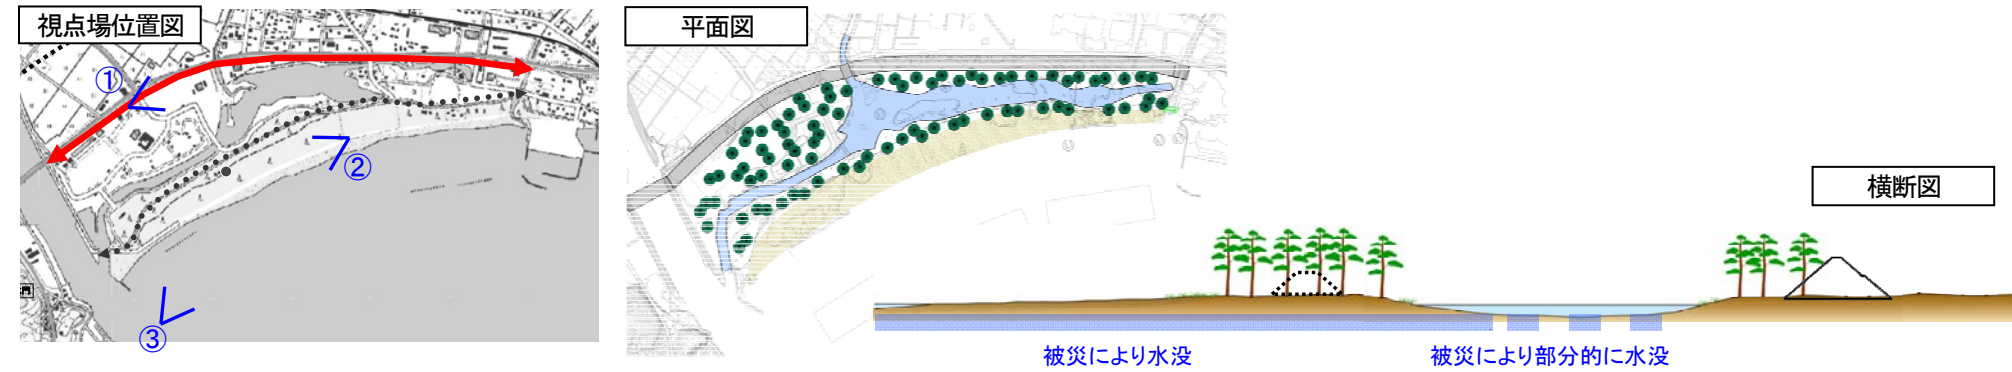 視点場位置図
①
②
③
平面図
横断図
被災により水没
被災により部分的に水没